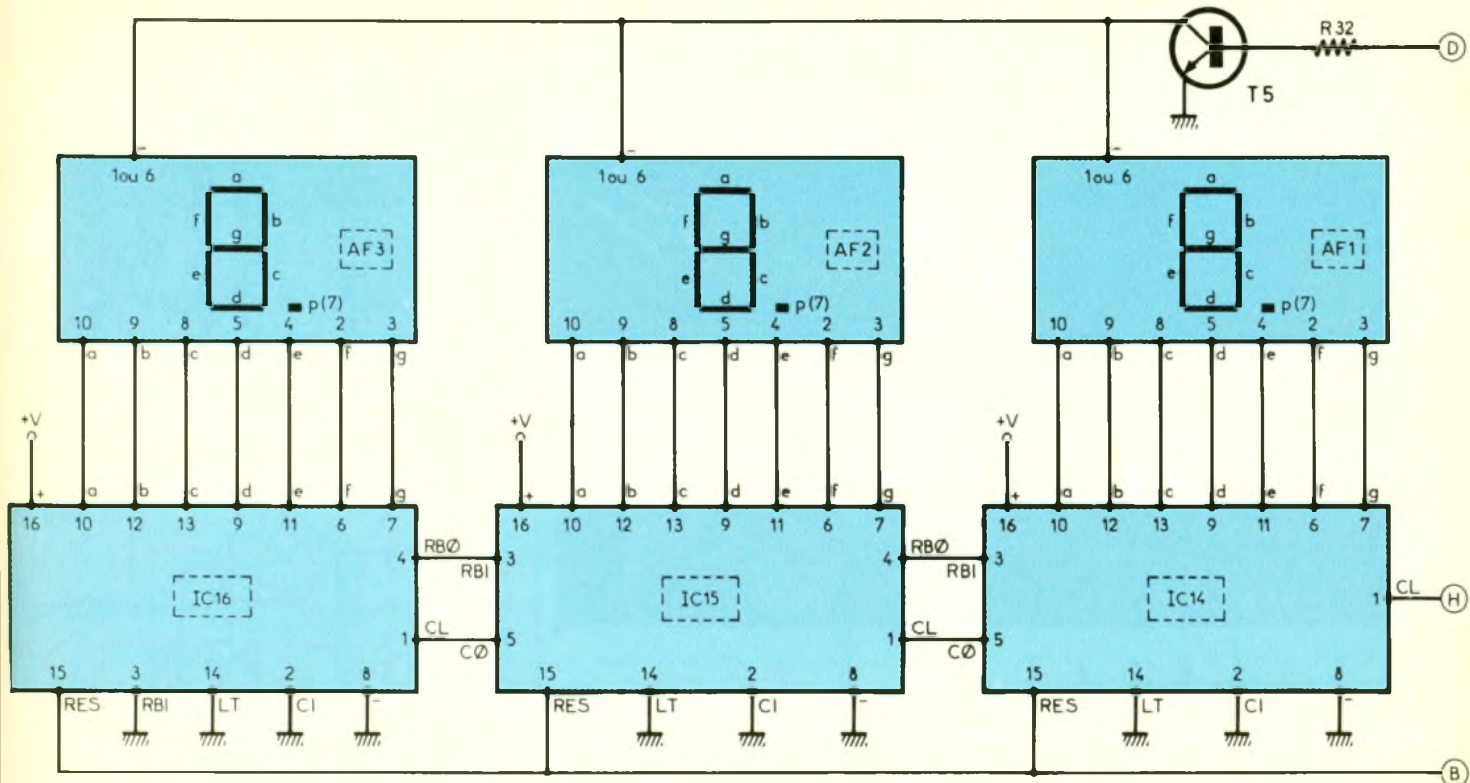 R32
D
T5
- - -
1ou 6 1ou 6 1ou 6
a a a
f b f b f b
g g g
AF3 AF2 AF1
e c e c e c
d d d
p(7) p(7) p(7)
10 9 8 5 4 2 3 10 9 8 5 4 2 3 10 9 8 5 4 2 3
a b c d e f g a b c d e f g a b c d e f g
+V +V +V
+ a b c d e f g + a b c d e f g + a b c d e f g
16 10 12 13 9 11 6 7 16 10 12 13 9 11 6 7 16 10 12 13 9 11 6 7
4 RBØ RBI 3 4 RBØ RBI 3
IC16 IC15 IC14
1 CL H
1 CL CØ 5 1 CL CØ 5
15 3 14 2 8 15 14 2 8 15 14 2 8
RES RBI LT CI - RES LT CI - RES LT CI -
B